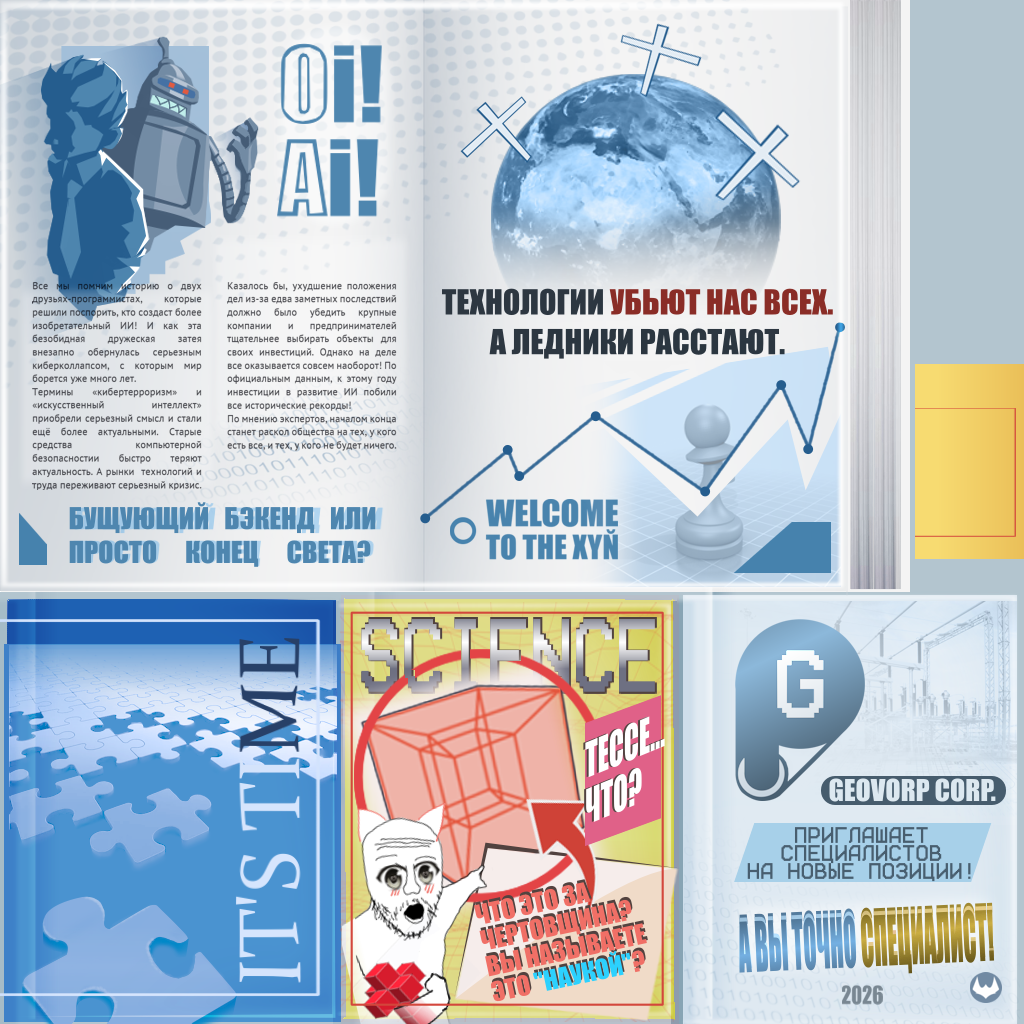 Oi!
Ai!
Все мы помним историю о двух
друзьях-программистах, которые
решили поспорить, кто создаст более
изобретательный ИИ! И как эта
безобидная дружеская затея
внезапно обернулась серьезным
киберколлапсом, с которым мир
борется уже много лет.
Термины «кибертерроризм» и
«искусственный интеллект»
приобрели серьезный смысл и стали
ещё более актуальными. Старые
средства компьютерной
безопасности быстро теряют
актуальность. А рынки технологий и
труда переживают серьезный кризис.
Казалось бы, ухудшение положения
дел из-за едва заметных последствий
должно было убедить крупные
компании и предпринимателей
тщательнее выбирать объекты для
своих инвестиций. Однако на деле
все оказывается совсем наоборот! По
официальным данным, к этому году
инвестиции в развитие ИИ побили
все исторические рекорды!
По мнению экспертов, началом конца
станет раскол общества на тех, у кого
есть все, и тех, у кого не будет ничего.
БУЩУЮЩИЙ БЭКЕНД ИЛИ
ПРОСТО КОНЕЦ СВЕТА?
ТЕХНОЛОГИИ УБЬЮТ НАС ВСЕХ.
А ЛЕДНИКИ РАССТАЮТ.
WELCOME
TO THE XYŇ
IT'S TIME
SCIENCE
ТЕССЕ...
ЧТО?
ЧТО ЭТО ЗА
ЧЕРТОВЩИНА?
ВЫ НАЗЫВАЕТЕ
ЭТО "НАУКОЙ"?
G
GEOVORP CORP.
ПРИГЛАШАЕТ
СПЕЦИАЛИСТОВ
НА НОВЫЕ ПОЗИЦИИ!
А ВЫ ТОЧНО СПЕЦИАЛИСТ!
2026